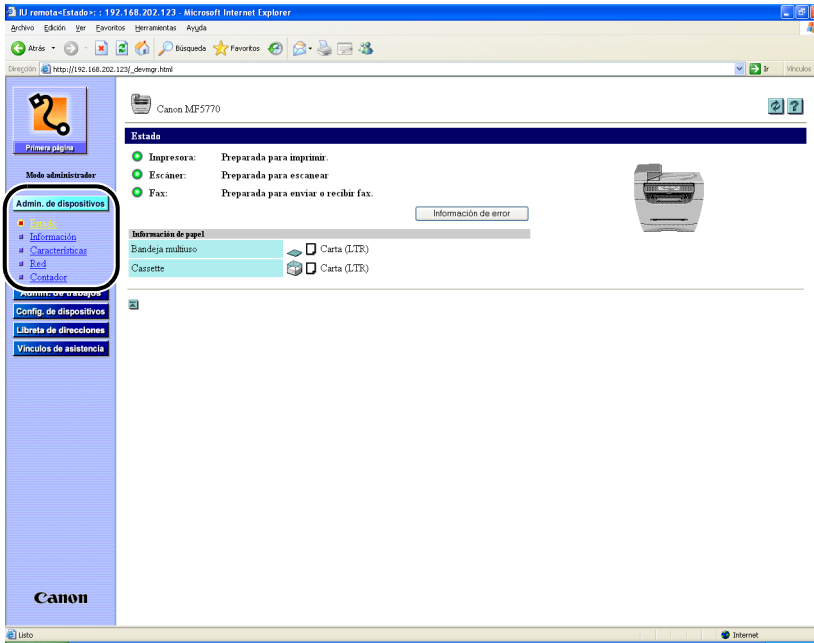 IU remota<Estado>: : 192.168.202.123 - Microsoft Internet Explorer
Archivo Edición Ver Favoritos Herramientas Ayuda
Atrás Búsqueda Favoritos
Dirección http://192.168.202.123/_devmgr.html Ir Vínculos
Primera página
Modo administrador
Admin. de dispositivos
Estado
Información
Características
Red
Contador
Admin. de trabajos
Config. de dispositivos
Libreta de direcciones
Vínculos de asistencia
Canon
Canon MF5770
Estado
Impresora: Preparada para imprimir.
Escáner: Preparada para escanear
Fax: Preparada para enviar o recibir fax.
Información de error
Información de papel
Bandeja multiuso Carta (LTR)
Cassette Carta (LTR)
Listo Internet